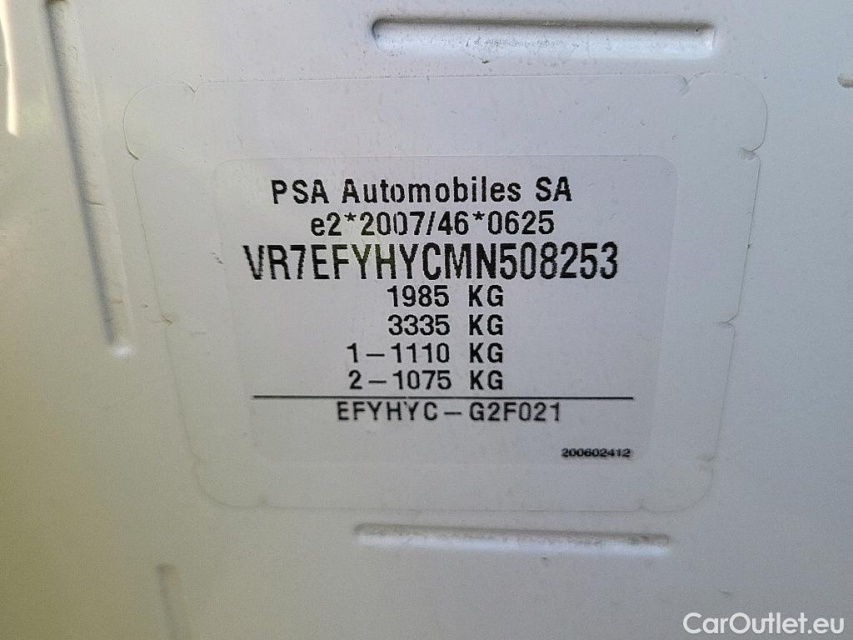 PSA Automobiles SA
e2*2007/46*0625
VR7EFYHYCMN508253
1985 KG
3335 KG
1-1110 KG
2-1075 KG
EFYHYC-G2F021
200602412
CarOutlet.eu